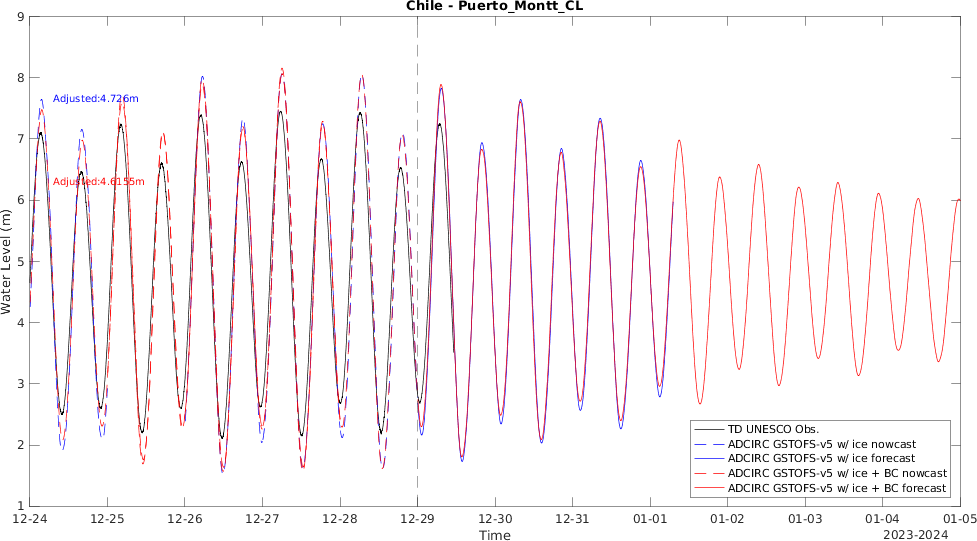 Chile - Puerto_Montt_CL
9
8
7
6
5
4
3
2
1
Water Level (m)
Adjusted:4.726m
Adjusted:4.6155m
TD UNESCO Obs.
ADCIRC GSTOFS-v5 w/ ice nowcast
ADCIRC GSTOFS-v5 w/ ice forecast
ADCIRC GSTOFS-v5 w/ ice + BC nowcast
ADCIRC GSTOFS-v5 w/ ice + BC forecast
12-24 12-25 12-26 12-27 12-28 12-29 12-30 12-31 01-01 01-02 01-03 01-04 01-05
Time
2023-2024